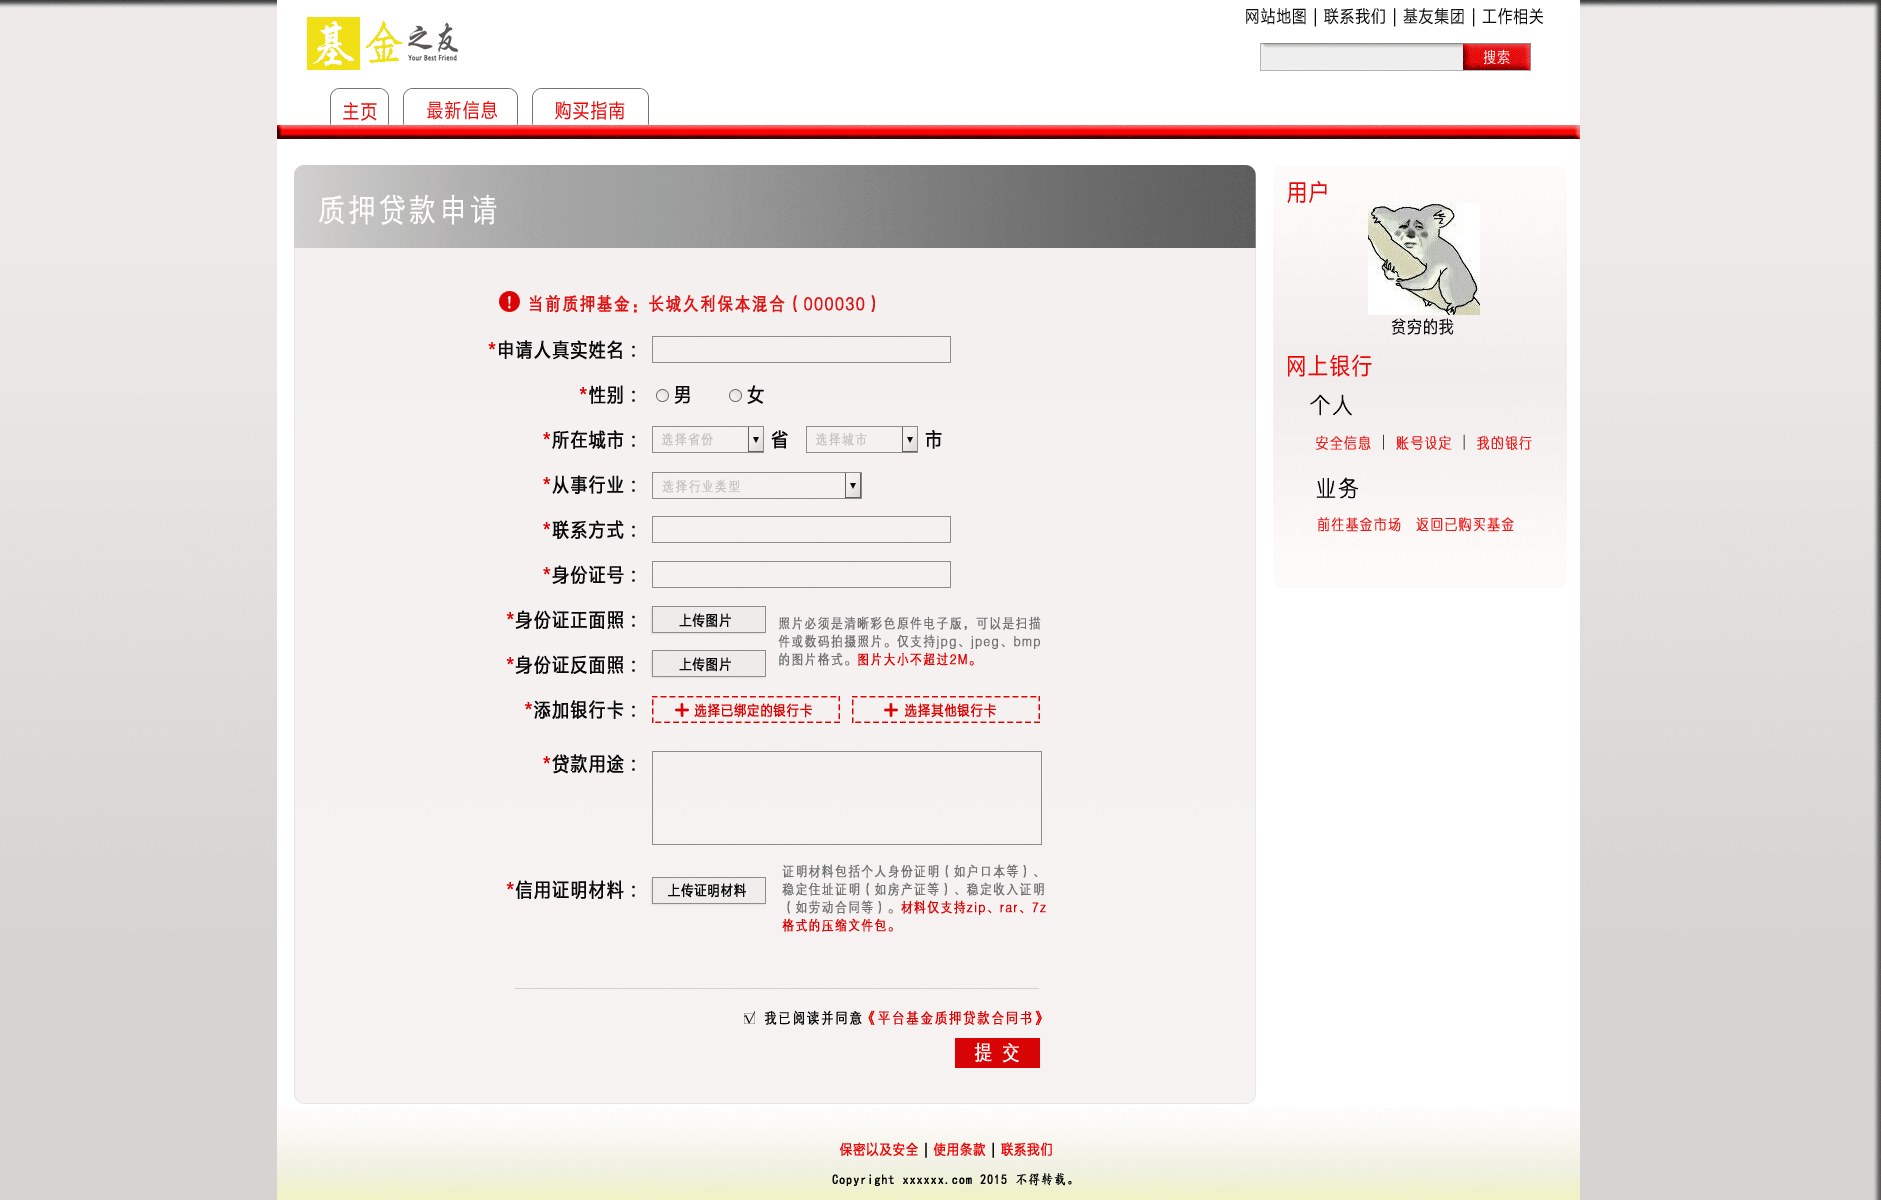 网站地图 | 联系我们 | 基友集团 | 工作相关
基金之友
Your Best Friend
搜索
主页 最新信息 购买指南
质押贷款申请
当前质押基金：长城久利保本混合（000030）
*申请人真实姓名：
*性别： 男 女
*所在城市： 选择省份 ▼ 省 选择城市 ▼ 市
*从事行业： 选择行业类型 ▼
*联系方式：
*身份证号：
*身份证正面照： 上传图片
*身份证反面照： 上传图片
照片必须是清晰彩色原件电子版，可以是扫描
件或数码拍摄照片。仅支持jpg、jpeg、bmp
的图片格式。图片大小不超过2M。
*添加银行卡： +选择已绑定的银行卡 +选择其他银行卡
*贷款用途：
*信用证明材料： 上传证明材料
证明材料包括个人身份证明（如户口本等）、
稳定住址证明（如房产证等）、稳定收入证明
（如劳动合同等）。材料仅支持zip、rar、7z
格式的压缩文件包。
我已阅读并同意《平台基金质押贷款合同书》
提 交
用户
贫穷的我
网上银行
个人
安全信息 | 账号设定 | 我的银行
业务
前往基金市场 返回已购买基金
保密以及安全 | 使用条款 | 联系我们
Copyright xxxxxx.com 2015 不得转载。